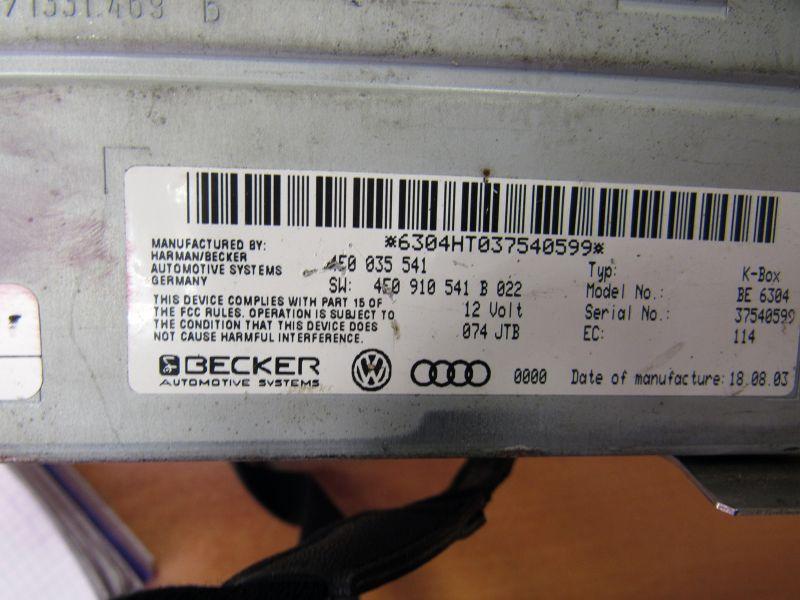 *6304HT037540599*
MANUFACTURED BY:
HARMAN/BECKER
AUTOMOTIVE SYSTEMS
GERMANY
4E0 035 541
SW: 4E0 910 541 B 022
THIS DEVICE COMPLIES WITH PART 15 OF
THE FCC RULES. OPERATION IS SUBJECT TO
THE CONDITION THAT THIS DEVICE DOES
NOT CAUSE HARMFUL INTERFERENCE.
12 Volt
074 JTB
Typ: K-Box
Model No.: BE 6304
Serial No.: 37540599
EC: 114
BECKER
AUTOMOTIVE SYSTEMS
0000 Date of manufacture: 18.08.03